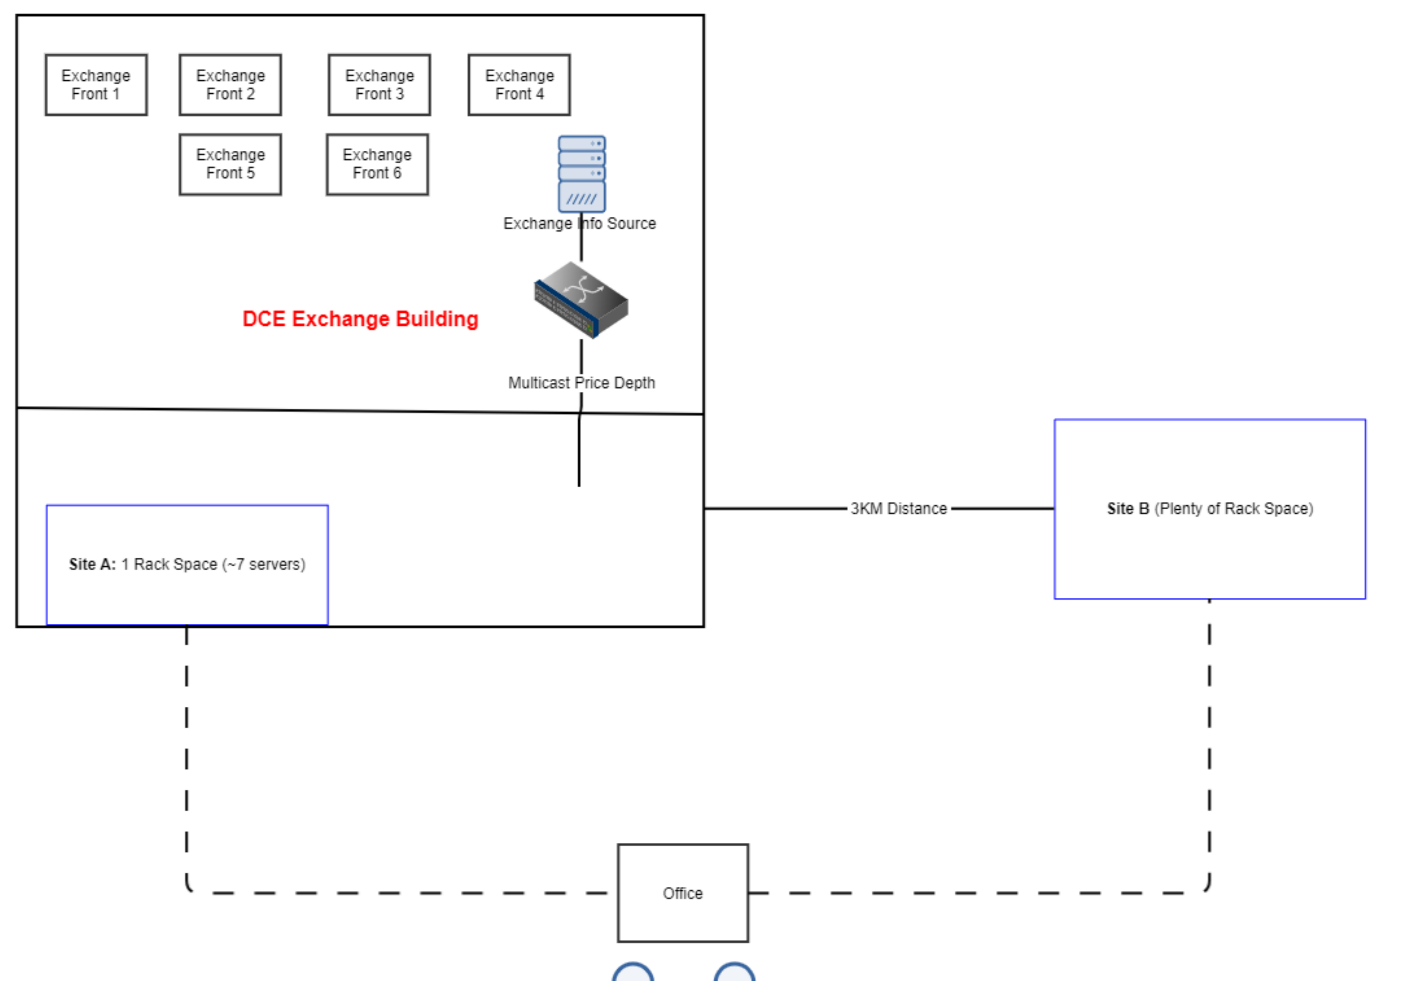 Exchange
Front 1
Exchange
Front 2
Exchange
Front 3
Exchange
Front 4
Exchange
Front 5
Exchange
Front 6
Exchange Info Source
DCE Exchange Building
Multicast Price Depth
Site A: 1 Rack Space (~7 servers)
3KM Distance
Site B (Plenty of Rack Space)
Office